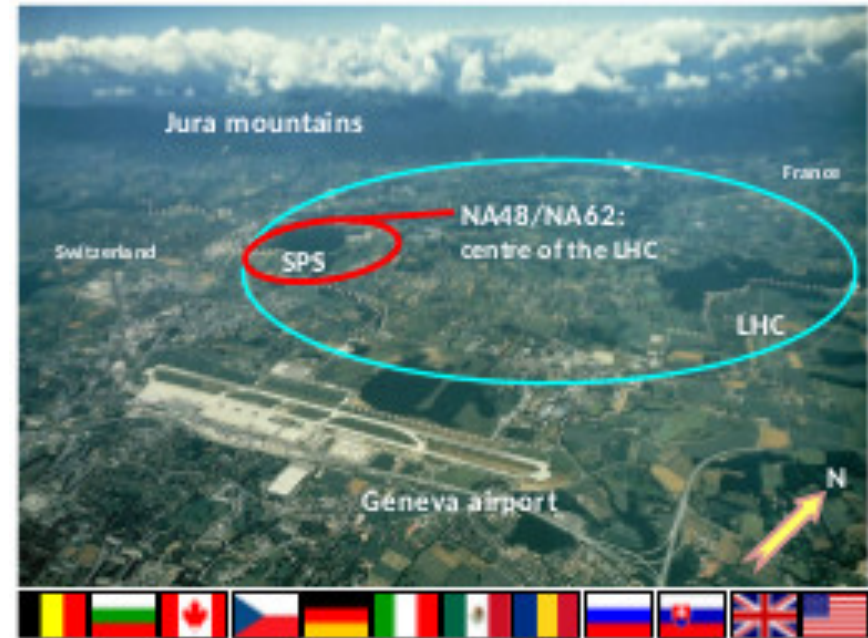 Jura mountains
France
NA48/NA62:
centre of the LHC
Switzerland
SPS
LHC
N
Geneva airport